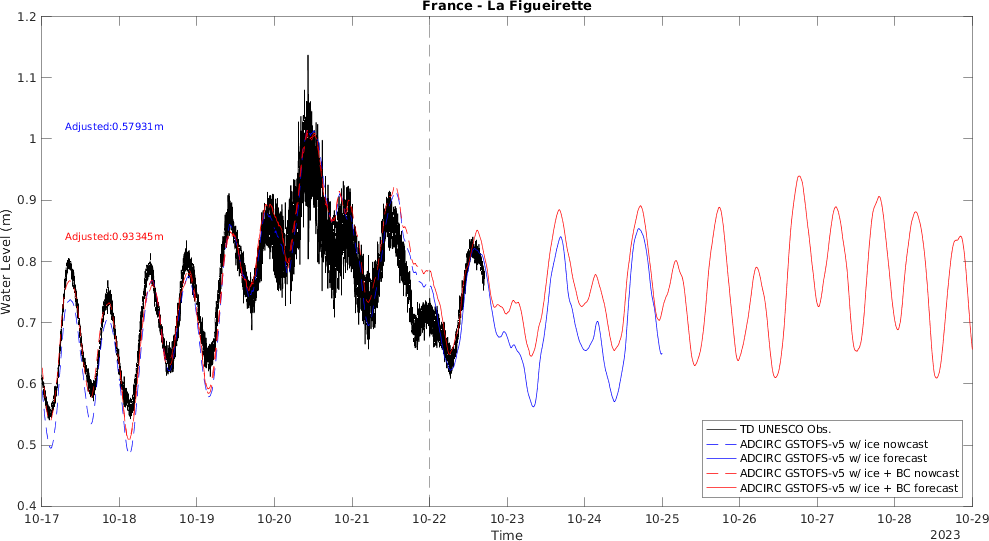 France - La Figueirette
1.2
1.1
1
0.9
0.8
0.7
0.6
0.5
0.4
Water Level (m)
Adjusted:0.57931m
Adjusted:0.93345m
TD UNESCO Obs.
ADCIRC GSTOFS-v5 w/ ice nowcast
ADCIRC GSTOFS-v5 w/ ice forecast
ADCIRC GSTOFS-v5 w/ ice + BC nowcast
ADCIRC GSTOFS-v5 w/ ice + BC forecast
10-17 10-18 10-19 10-20 10-21 10-22 10-23 10-24 10-25 10-26 10-27 10-28 10-29
Time
2023